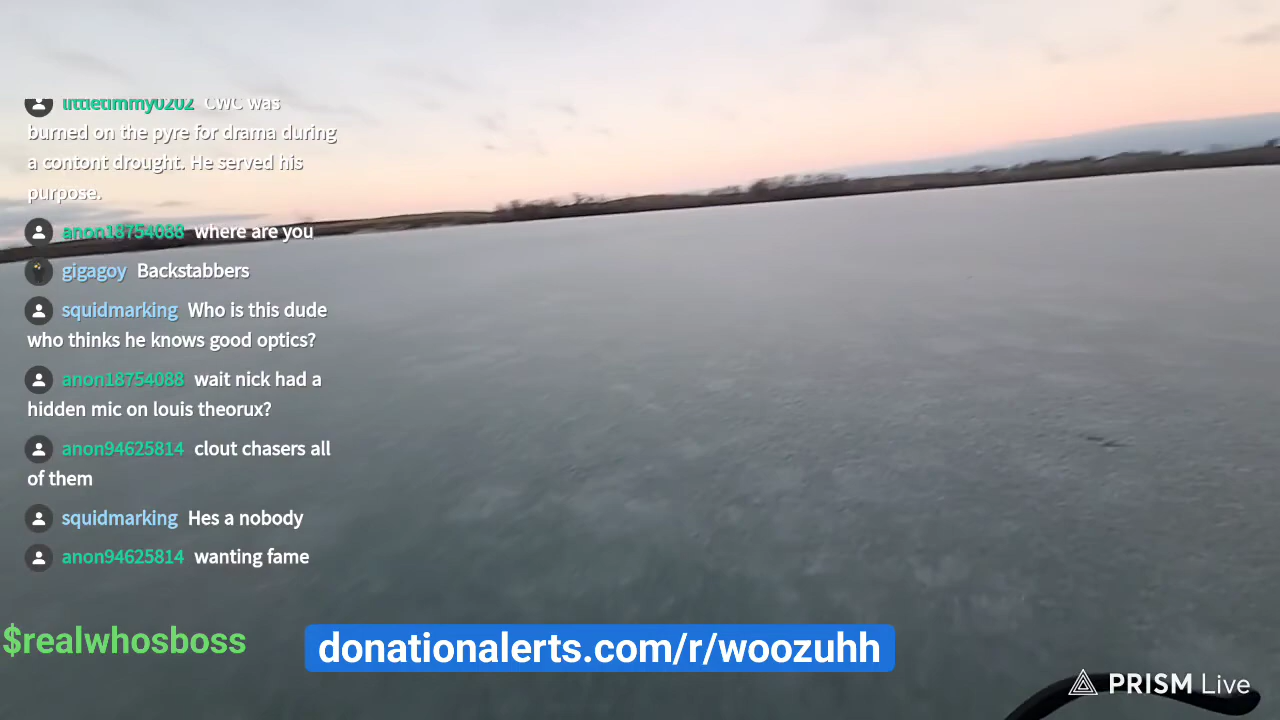 littletimmy0202 CWC was
burned on the pyre for drama during
a contont drought. He served his
purpose.
anon18754088 where are you
gigagoy Backstabbers
squidmarking Who is this dude
who thinks he knows good optics?
anon18754088 wait nick had a
hidden mic on louis theorux?
anon94625814 clout chasers all
of them
squidmarking Hes a nobody
anon94625814 wanting fame
$realwhosboss
donationalerts.com/r/woozuhh
PRISM Live